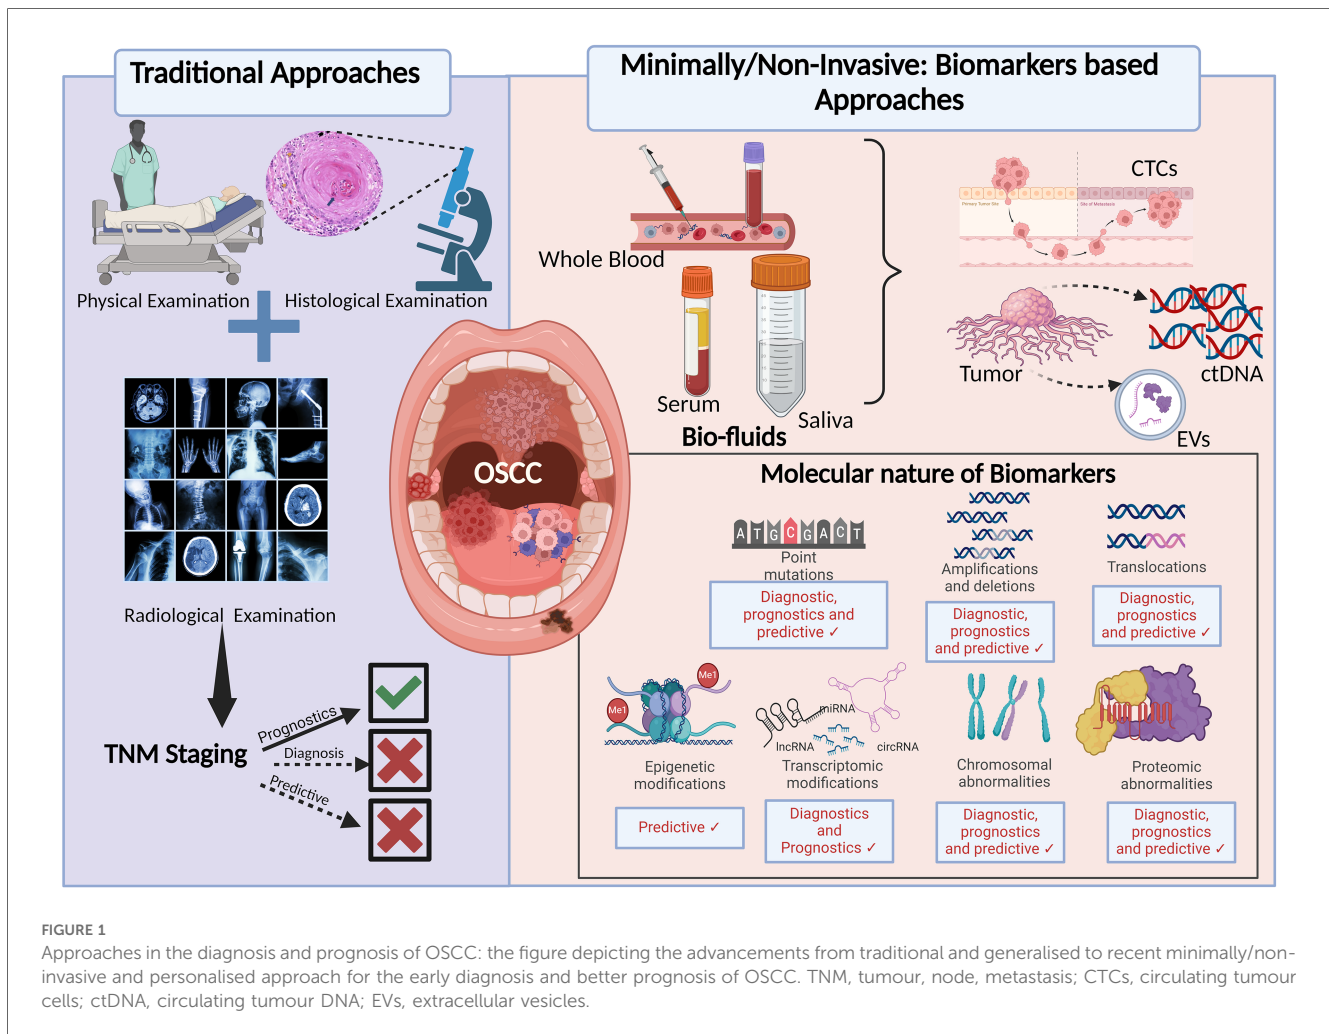 Traditional Approaches
Physical Examination
Histological Examination
Radiological Examination
TNM Staging
Prognostics
Diagnosis
Predictive
OSCC
Minimally/Non-Invasive: Biomarkers based
Approaches
Whole Blood
Serum
Saliva
Bio-fluids
CTCs
Primary Tumor Site
Site of Metastasis
Tumor
ctDNA
EVs
Molecular nature of Biomarkers
A T G C G A C T
Point
mutations
Diagnostic,
prognostics and
predictive ✓
Amplifications
and deletions
Diagnostic,
prognostics
and predictive ✓
Translocations
Diagnostic,
prognostics
and predictive ✓
Me1
Me1
Epigenetic
modifications
Predictive ✓
miRNA
lncRNA
circRNA
Transcriptomic
modifications
Diagnostics
and
Prognostics ✓
Chromosomal
abnormalities
Diagnostic,
prognostics
and predictive ✓
Proteomic
abnormalities
Diagnostic,
prognostics
and predictive ✓
FIGURE 1
Approaches in the diagnosis and prognosis of OSCC: the figure depicting the advancements from traditional and generalised to recent minimally/non-
invasive and personalised approach for the early diagnosis and better prognosis of OSCC. TNM, tumour, node, metastasis; CTCs, circulating tumour
cells; ctDNA, circulating tumour DNA; EVs, extracellular vesicles.